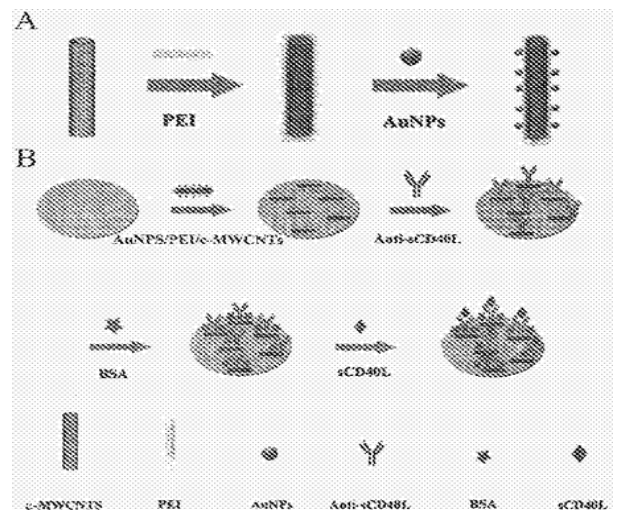 A
PEI
AuNPs
B
AuNPS/PEI/c-MWCNTs
Anti-sCD40L
BSA
sCD40L
c-MWCNTS
PEI
AuNPs
Anti-sCD40L
BSA
sCD40L